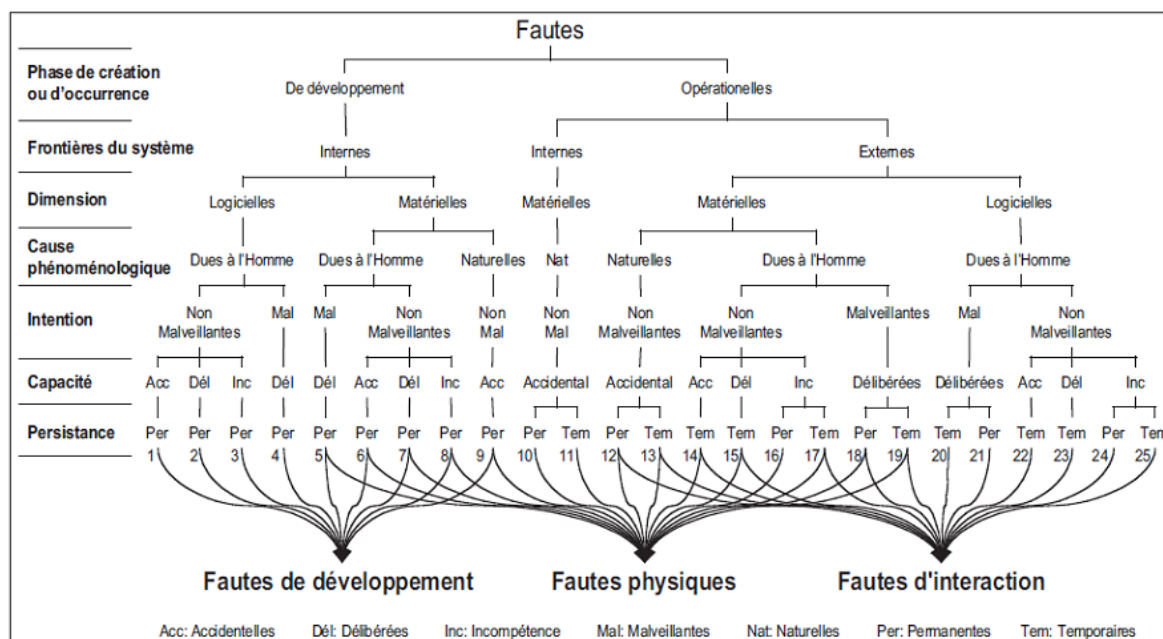 Fautes
Phase de création
ou d'occurrence
De développement
Opérationelles
Frontières du système
Internes
Internes
Externes
Dimension
Logicielles
Matérielles
Matérielles
Matérielles
Logicielles
Cause
phénoménologique
Dues à l'Homme
Dues à l'Homme
Naturelles
Nat
Naturelles
Dues à l'Homme
Dues à l'Homme
Intention
Non
Malveillantes
Mal
Mal
Non
Malveillantes
Non
Mal
Non
Mal
Non
Malveillantes
Non
Malveillantes
Malveillantes
Mal
Non
Malveillantes
Capacité
Acc Dél Inc Dél Dél Acc Dél Inc Acc Accidental Accidental Acc Dél Inc Délibérées Délibérées Acc Dél Inc
Persistance
Per Per Per Per Per Per Per Per Per Per Tem Per Tem Tem Tem Per Tem Per Tem Tem Per Tem Tem Per Tem
1 2 3 4 5 6 7 8 9 10 11 12 13 14 15 16 17 18 19 20 21 22 23 24 25
Fautes de développement
Fautes physiques
Fautes d'interaction
Acc: Accidentelles Dél: Délibérées Inc: Incompétence Mal: Malveillantes Nat: Naturelles Per: Permanentes Tem: Temporaires